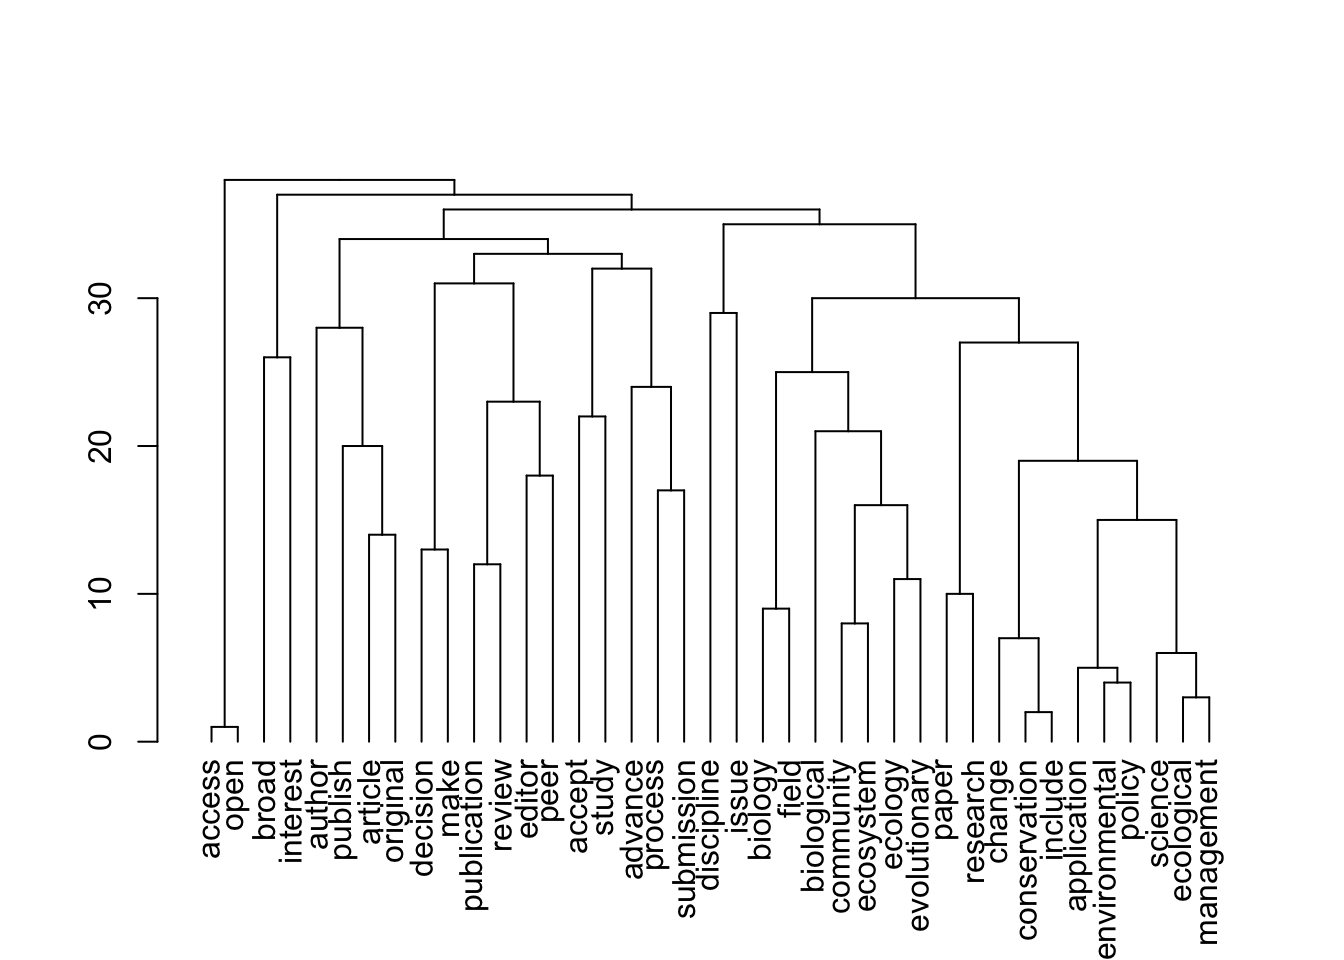 30
20
10
0
access
open
broad
interest
author
publish
article
original
decision
make
publication
review
editor
peer
accept
study
advance
process
submission
discipline
issue
biology
field
biological
community
ecosystem
ecology
evolutionary
paper
research
change
conservation
include
application
environmental
policy
science
ecological
management